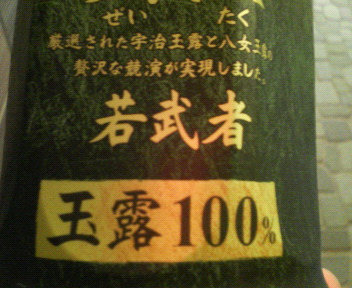 ぜい たく
厳選された宇治玉露と八女玉露の
贅沢な競演が実現しました。
若武者
玉露100%